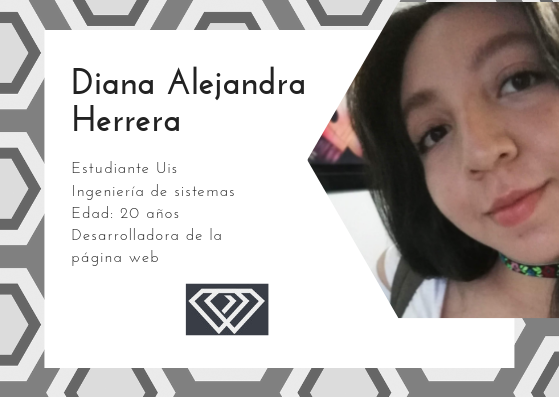 Diana Alejandra
Herrera
Estudiante Uis
Ingeniería de sistemas
Edad: 20 años
Desarrolladora de la
página web